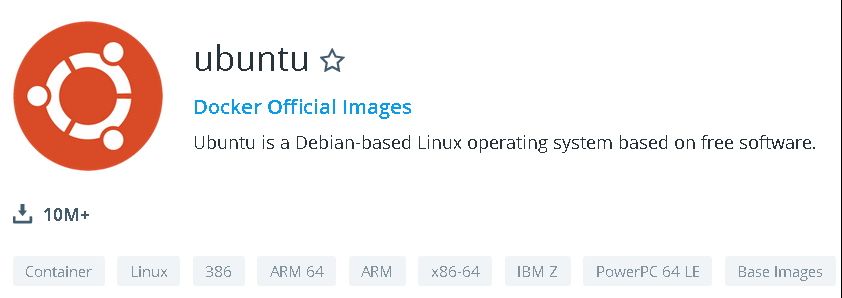 ubuntu
Docker Official Images
Ubuntu is a Debian-based Linux operating system based on free software.
10M+
Container Linux 386 ARM 64 ARM x86-64 IBM Z PowerPC 64 LE Base Images